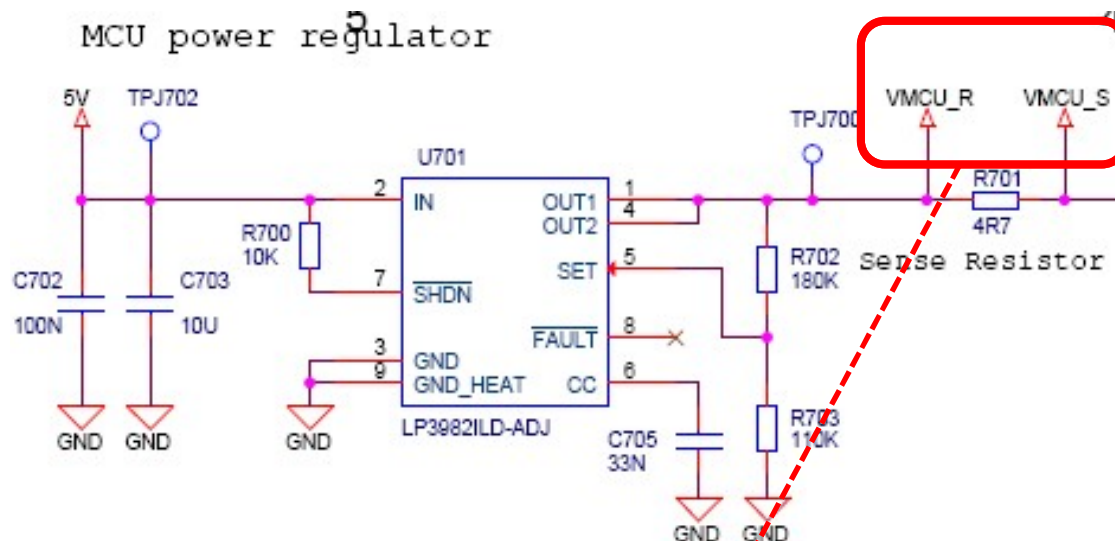 5
MCU power regulator
5V
TPJ702
VMCU_R
VMCU_S
TPJ700
U701
2
IN
OUT1
1
OUT2
4
R701
4R7
Sense Resistor
R700
10K
SET
5
R702
180K
C702
100N
C703
10U
7
SHDN
FAULT
8
3
GND
9
GND_HEAT
CC
6
LP3982ILD-ADJ
C705
33N
R703
110K
GND
GND
GND
GND
GND